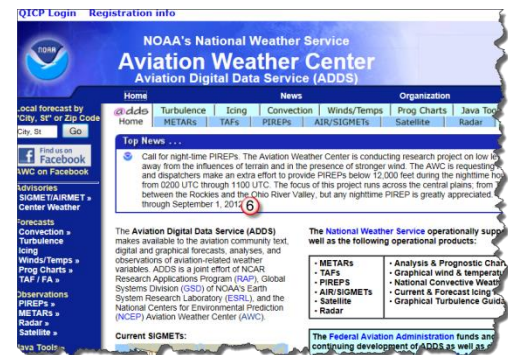 QICP Login Registration info
NOAA
NOAA's National Weather Service
Aviation Weather Center
Aviation Digital Data Service (ADDS)
Home News Organization
Local forecast by
"City, St" or Zip Code
City, St Go
Find us on
Facebook
AWC on Facebook
Advisories
SIGMET/AIRMET »
Center Weather
Forecasts
Convection »
Turbulence
Icing
Winds/Temps »
Prog Charts »
TAF / FA »
Observations
PIREPs »
METARs »
Radar »
Satellite »
Java Tools
adds Turbulence Icing Convection Winds/Temps Prog Charts Java Too
Home METARs TAFs PIREPs AIR/SIGMETs Satellite Radar
Top News . . .
Call for night-time PIREPs. The Aviation Weather Center is conducting research project on low le
away from the influences of terrain and in the presence of stronger wind. The AWC is requesting
and dispatchers make an extra effort to provide PIREPs below 12,000 feet during the nighttime ho
from 0200 UTC through 1100 UTC. The focus of this project runs across the central plains; from
between the Rockies and the Ohio River Valley, but any nighttime PIREP is greatly appreciated.
through September 1, 2012
6
The Aviation Digital Data Service (ADDS)
makes available to the aviation community text,
digital and graphical forecasts, analyses, and
observations of aviation-related weather
variables. ADDS is a joint effort of NCAR
Research Applications Program (RAP), Global
Systems Division (GSD) of NOAA's Earth
System Research Laboratory (ESRL), and the
National Centers for Environmental Prediction
(NCEP) Aviation Weather Center (AWC).
Current SIGMETs:
The National Weather Service operationally supp
well as the following operational products:
· METARs
· TAFs
· PIREPS
· AIRMETs
· SIGMETs
· Satellite
· Radar
· Analysis & Prognostic Char
· Graphical wind & temperatu
· National Convective Weath
· Current & Forecast Icing
· Graphical Turbulence Guida
The Federal Aviation Administration funds and
continuing development of ADDS as well as